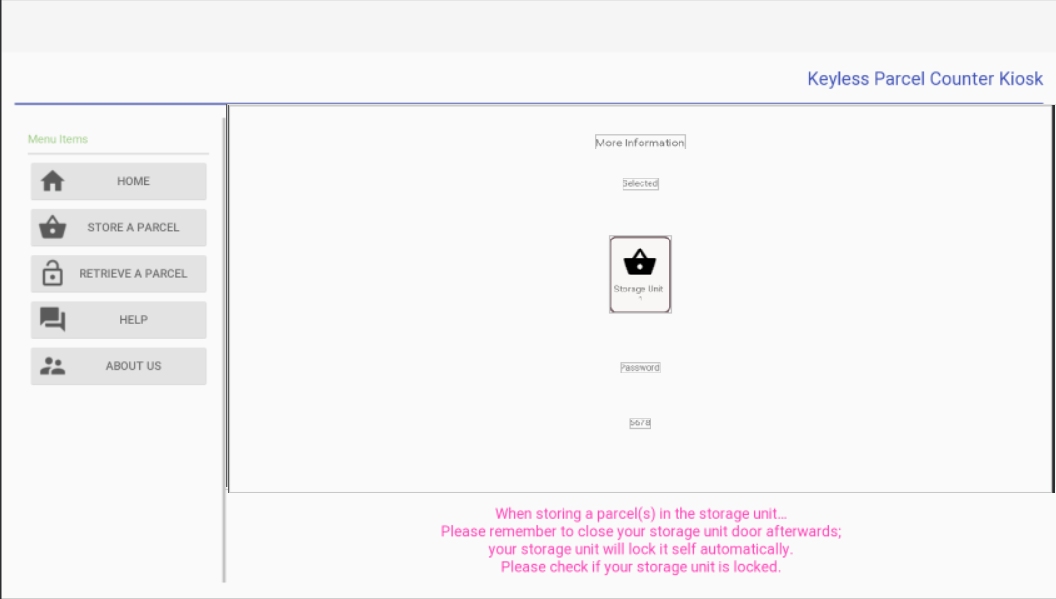 Keyless Parcel Counter Kiosk
Menu Items
HOME
STORE A PARCEL
RETRIEVE A PARCEL
HELP
ABOUT US
More Information
Selected
Storage Unit
1
Password
5678
When storing a parcel(s) in the storage unit...
Please remember to close your storage unit door afterwards;
your storage unit will lock it self automatically.
Please check if your storage unit is locked.